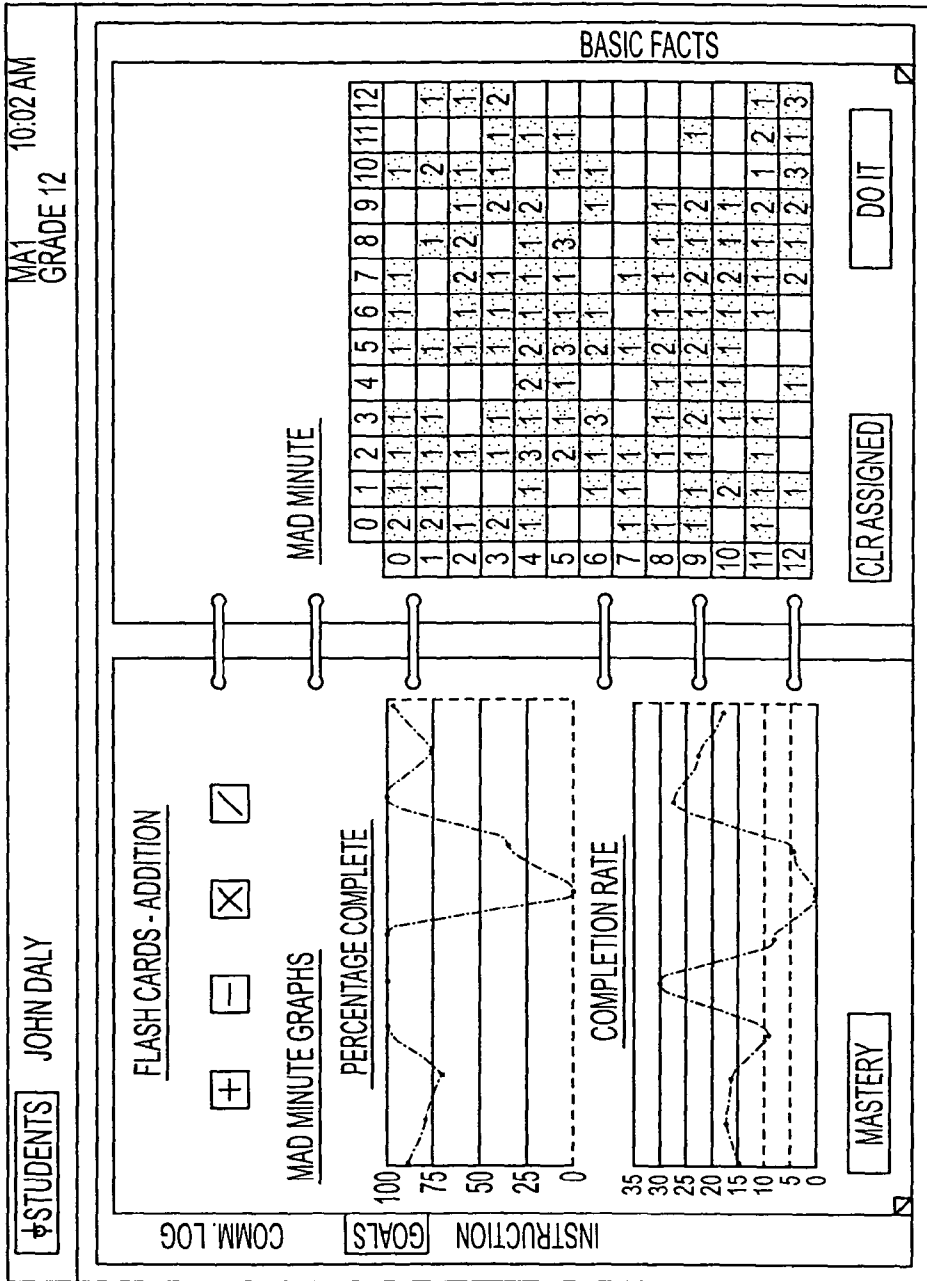 STUDENTS JOHN DALY MA1 10:02 AM
GRADE 12
COMM. LOG
GOALS
INSTRUCTION
FLASH CARDS - ADDITION
+ − × /
MAD MINUTE GRAPHS
PERCENTAGE COMPLETE
100
75
50
25
0
COMPLETION RATE
35
30
25
20
15
10
5
0
MASTERY
MAD MINUTE
0 1 2 3 4 5 6 7 8 9 10 11 12
0 2 1 1 1 1 1 1 1
1 2 1 1 1 1 1 2 1
2 1 1 1 1 2 2 1 1 1
3 2 1 1 1 1 1 2 1 1 2
4 1 1 3 1 2 2 1 1 1 2 1
5 2 1 1 3 1 1 3 1 1
6 1 1 3 2 1 1 1
7 1 1 1 1 1
8 1 1 1 1 2 1 1 1 1
9 1 1 1 2 1 2 1 2 1 2 1
10 2 1 1 1 1 2 1 1
11 1 1 1 1 1 1 1 2 1 2 1
12 1 1 2 1 2 3 1 3
CLRASSIGNED
DO IT
BASIC FACTS